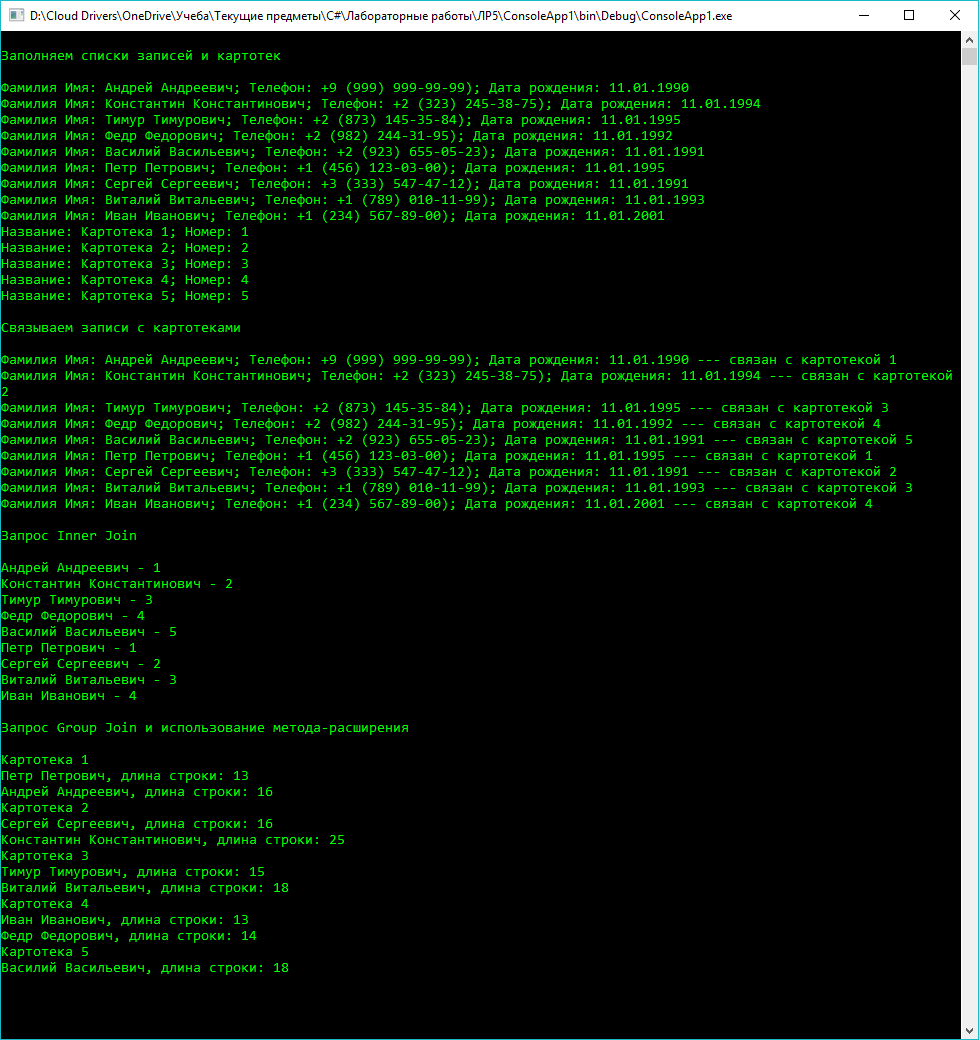 D:\Cloud Drivers\OneDrive\Учеба\Текущие предметы\C#\Лабораторные работы\ЛР5\ConsoleApp1\bin\Debug\ConsoleApp1.exe
Заполняем списки записей и картотек
Фамилия Имя: Андрей Андреевич; Телефон: +9 (999) 999-99-99); Дата рождения: 11.01.1990
Фамилия Имя: Константин Константинович; Телефон: +2 (323) 245-38-75); Дата рождения: 11.01.1994
Фамилия Имя: Тимур Тимурович; Телефон: +2 (873) 145-35-84); Дата рождения: 11.01.1995
Фамилия Имя: Федр Федорович; Телефон: +2 (982) 244-31-95); Дата рождения: 11.01.1992
Фамилия Имя: Василий Васильевич; Телефон: +2 (923) 655-05-23); Дата рождения: 11.01.1991
Фамилия Имя: Петр Петрович; Телефон: +1 (456) 123-03-00); Дата рождения: 11.01.1995
Фамилия Имя: Сергей Сергеевич; Телефон: +3 (333) 547-47-12); Дата рождения: 11.01.1991
Фамилия Имя: Виталий Витальевич; Телефон: +1 (789) 010-11-99); Дата рождения: 11.01.1993
Фамилия Имя: Иван Иванович; Телефон: +1 (234) 567-89-00); Дата рождения: 11.01.2001
Название: Картотека 1; Номер: 1
Название: Картотека 2; Номер: 2
Название: Картотека 3; Номер: 3
Название: Картотека 4; Номер: 4
Название: Картотека 5; Номер: 5
Связываем записи с картотеками
Фамилия Имя: Андрей Андреевич; Телефон: +9 (999) 999-99-99); Дата рождения: 11.01.1990 --- связан с картотекой 1
Фамилия Имя: Константин Константинович; Телефон: +2 (323) 245-38-75); Дата рождения: 11.01.1994 --- связан с картотекой
2
Фамилия Имя: Тимур Тимурович; Телефон: +2 (873) 145-35-84); Дата рождения: 11.01.1995 --- связан с картотекой 3
Фамилия Имя: Федр Федорович; Телефон: +2 (982) 244-31-95); Дата рождения: 11.01.1992 --- связан с картотекой 4
Фамилия Имя: Василий Васильевич; Телефон: +2 (923) 655-05-23); Дата рождения: 11.01.1991 --- связан с картотекой 5
Фамилия Имя: Петр Петрович; Телефон: +1 (456) 123-03-00); Дата рождения: 11.01.1995 --- связан с картотекой 1
Фамилия Имя: Сергей Сергеевич; Телефон: +3 (333) 547-47-12); Дата рождения: 11.01.1991 --- связан с картотекой 2
Фамилия Имя: Виталий Витальевич; Телефон: +1 (789) 010-11-99); Дата рождения: 11.01.1993 --- связан с картотекой 3
Фамилия Имя: Иван Иванович; Телефон: +1 (234) 567-89-00); Дата рождения: 11.01.2001 --- связан с картотекой 4
Запрос Inner Join
Андрей Андреевич - 1
Константин Константинович - 2
Тимур Тимурович - 3
Федр Федорович - 4
Василий Васильевич - 5
Петр Петрович - 1
Сергей Сергеевич - 2
Виталий Витальевич - 3
Иван Иванович - 4
Запрос Group Join и использование метода-расширения
Картотека 1
Петр Петрович, длина строки: 13
Андрей Андреевич, длина строки: 16
Картотека 2
Сергей Сергеевич, длина строки: 16
Константин Константинович, длина строки: 25
Картотека 3
Тимур Тимурович, длина строки: 15
Виталий Витальевич, длина строки: 18
Картотека 4
Иван Иванович, длина строки: 13
Федр Федорович, длина строки: 14
Картотека 5
Василий Васильевич, длина строки: 18